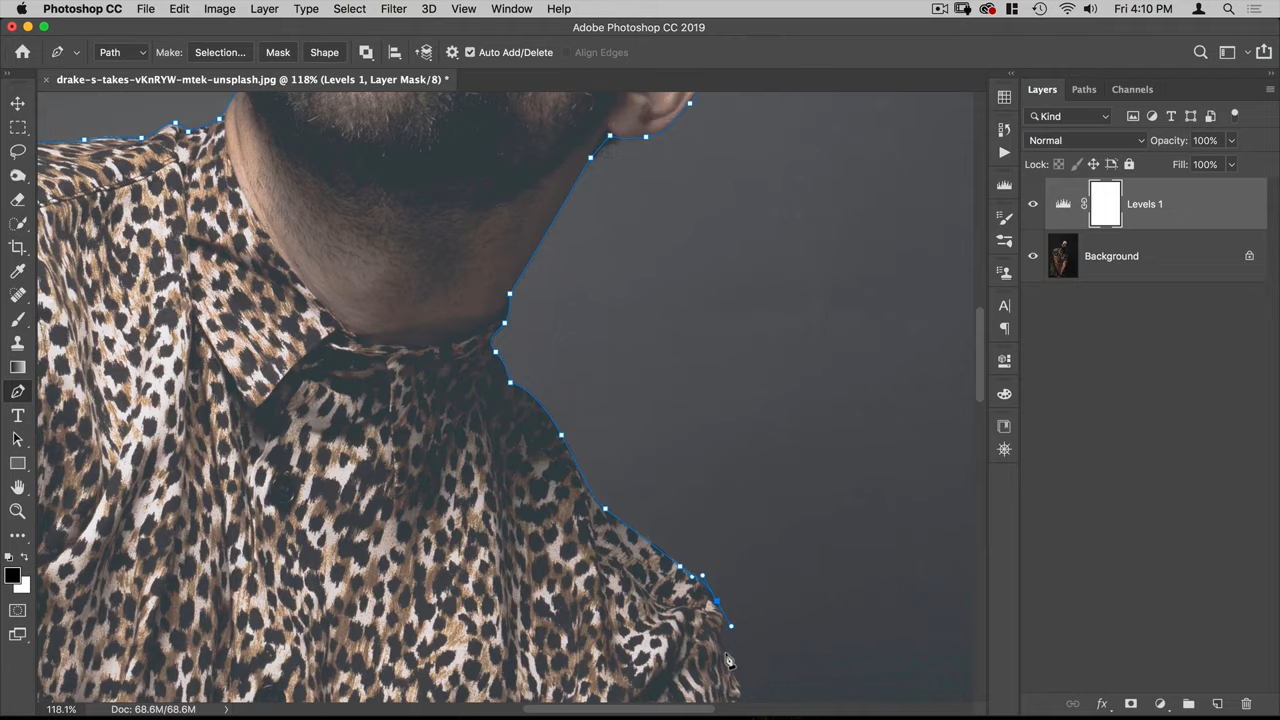 Photoshop CC File Edit Image Layer Type Select Filter 3D View Window Help Fri 4:10 PM
Adobe Photoshop CC 2019
Path Make: Selection... Mask Shape Auto Add/Delete Align Edges
drake-s-takes-vKnRYW-mtek-unsplash.jpg @ 118% (Levels 1, Layer Mask/8) *
Layers Paths Channels
Kind
Normal Opacity: 100%
Lock: Fill: 100%
Levels 1
Background
118.1% Doc: 68.6M/68.6M